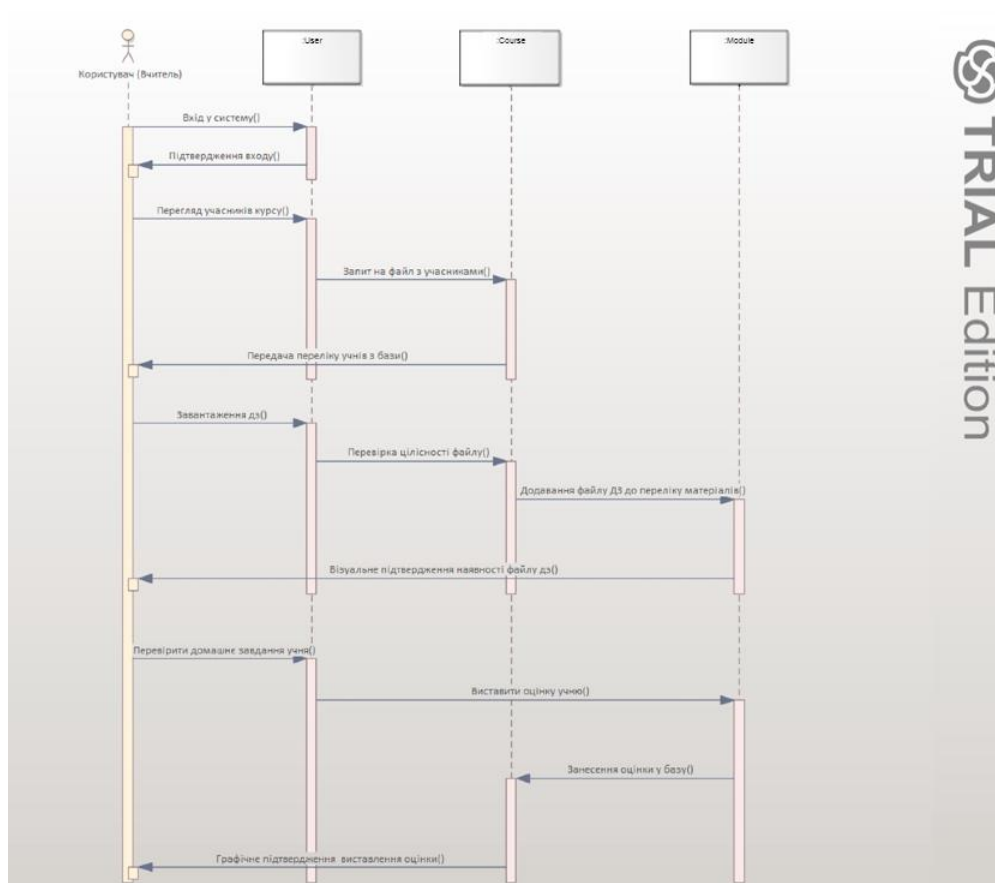 :User
:Course
:Module
Користувач (Вчитель)
Вхід у систему()
Підтвердження входу()
Перегляд учасників курсу()
Запит на файл з учасниками()
Передача переліку учнів з бази()
Завантаження дз()
Перевірка цілісності файлу()
Додавання файлу ДЗ до переліку матеріалів()
Візуальне підтвердження наявності файлу дз()
Перевірити домашнє завдання учня()
Виставити оцінку учню()
Занесення оцінки у базу()
Графічне підтвердження виставлення оцінки()
TRIAL Edition